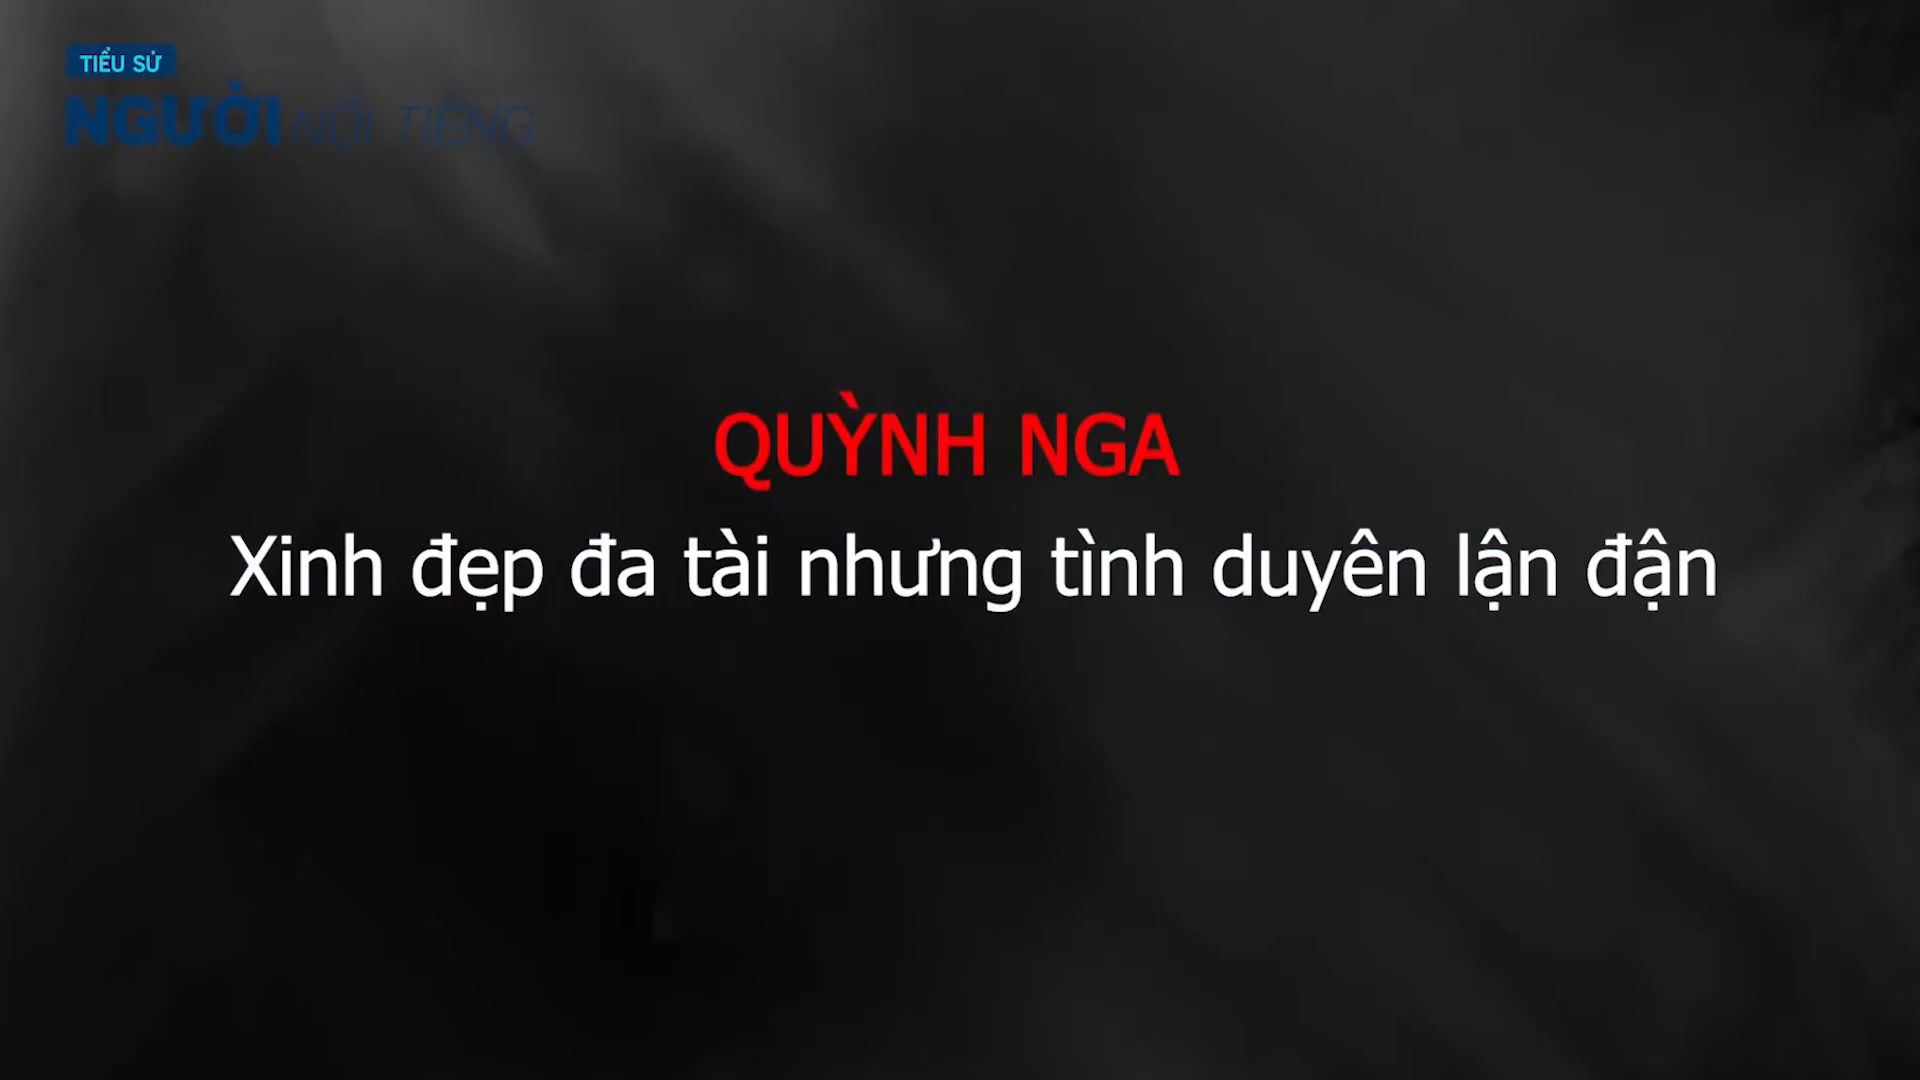 TIỂU SỬ
NGƯỜI NỔI TIẾNG
QUỲNH NGA
Xinh đẹp đa tài nhưng tình duyên lận đận